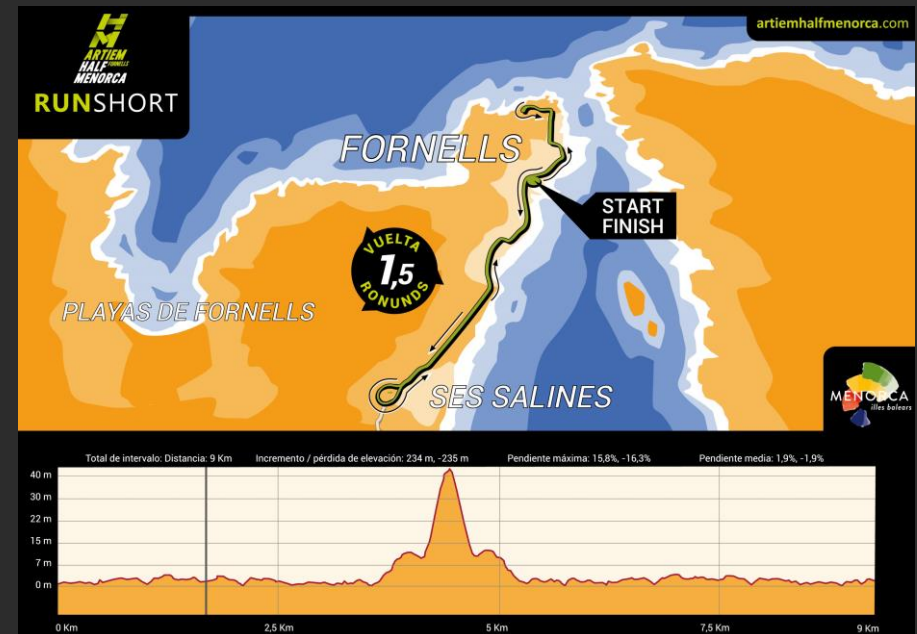 HM
ARTIEM
HALF FORNELLS
MENORCA
RUNSHORT
artiemhalfmenorca.com
FORNELLS
START
FINISH
VUELTA
1,5
RONUNDS
PLAYAS DE FORNELLS
SES SALINES
MENORCA
illes balears
Total de intervalo: Distancia: 9 Km Incremento / pérdida de elevación: 234 m, -235 m Pendiente máxima: 15,8%, -16,3% Pendiente media: 1,9%, -1,9%
40 m
30 m
22 m
15 m
7 m
0 m
0 Km 2,5 Km 5 Km 7,5 Km 9 Km